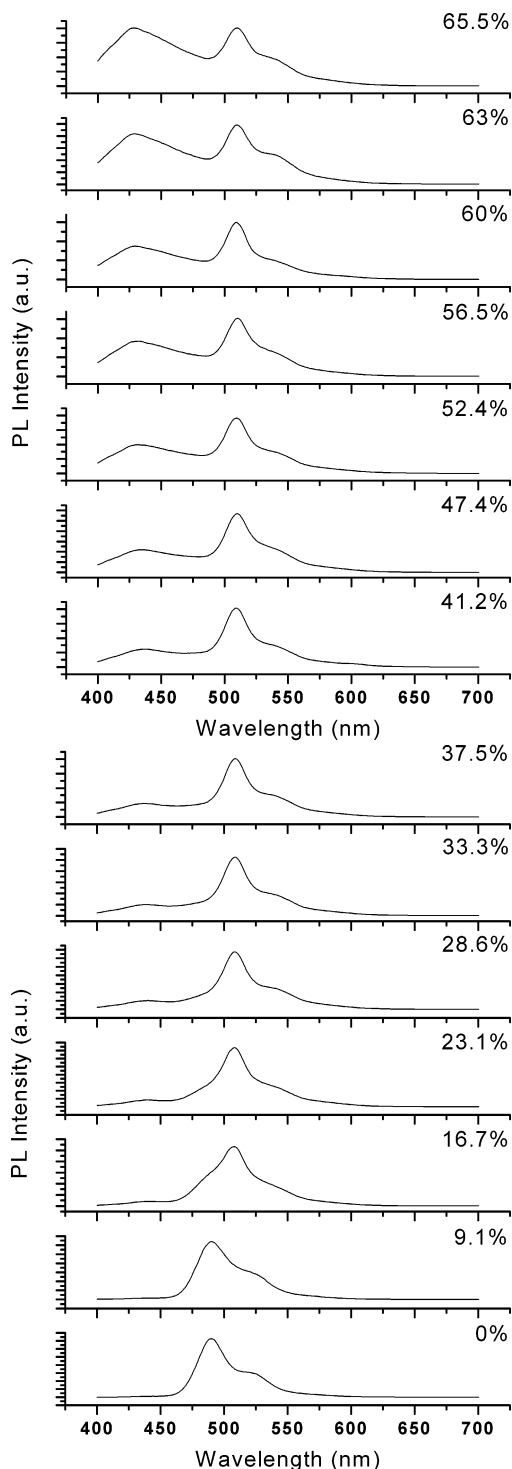 65.5%
63%
60%
56.5%
52.4%
47.4%
41.2%
PL Intensity (a.u.)
400 450 500 550 600 650 700
Wavelength (nm)
37.5%
33.3%
28.6%
23.1%
16.7%
9.1%
0%
PL Intensity (a.u.)
400 450 500 550 600 650 700
Wavelength (nm)